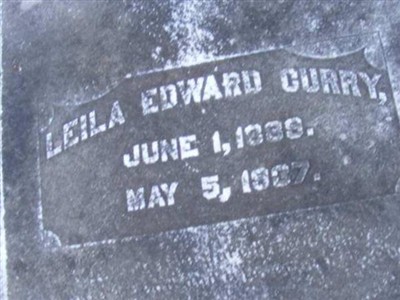 LEILA EDWARD CURRY,
JUNE 1,
MAY 5,